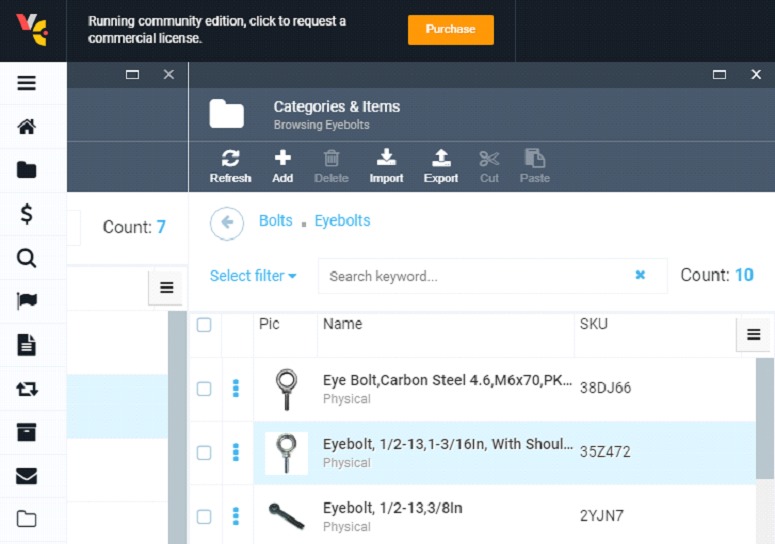 Running community edition, click to request a
commercial license.
Purchase
Categories & Items
Browsing Eyebolts
Refresh Add Delete Import Export Cut Paste
Count: 7
Bolts . Eyebolts
Select filter Search keyword... Count: 10
Pic Name SKU
Eye Bolt,Carbon Steel 4.6,M6x70,PK... 38DJ66
Physical
Eyebolt, 1/2-13,1-3/16In, With Shoul... 35Z472
Physical
Eyebolt, 1/2-13,3/8In 2YJN7
Physical